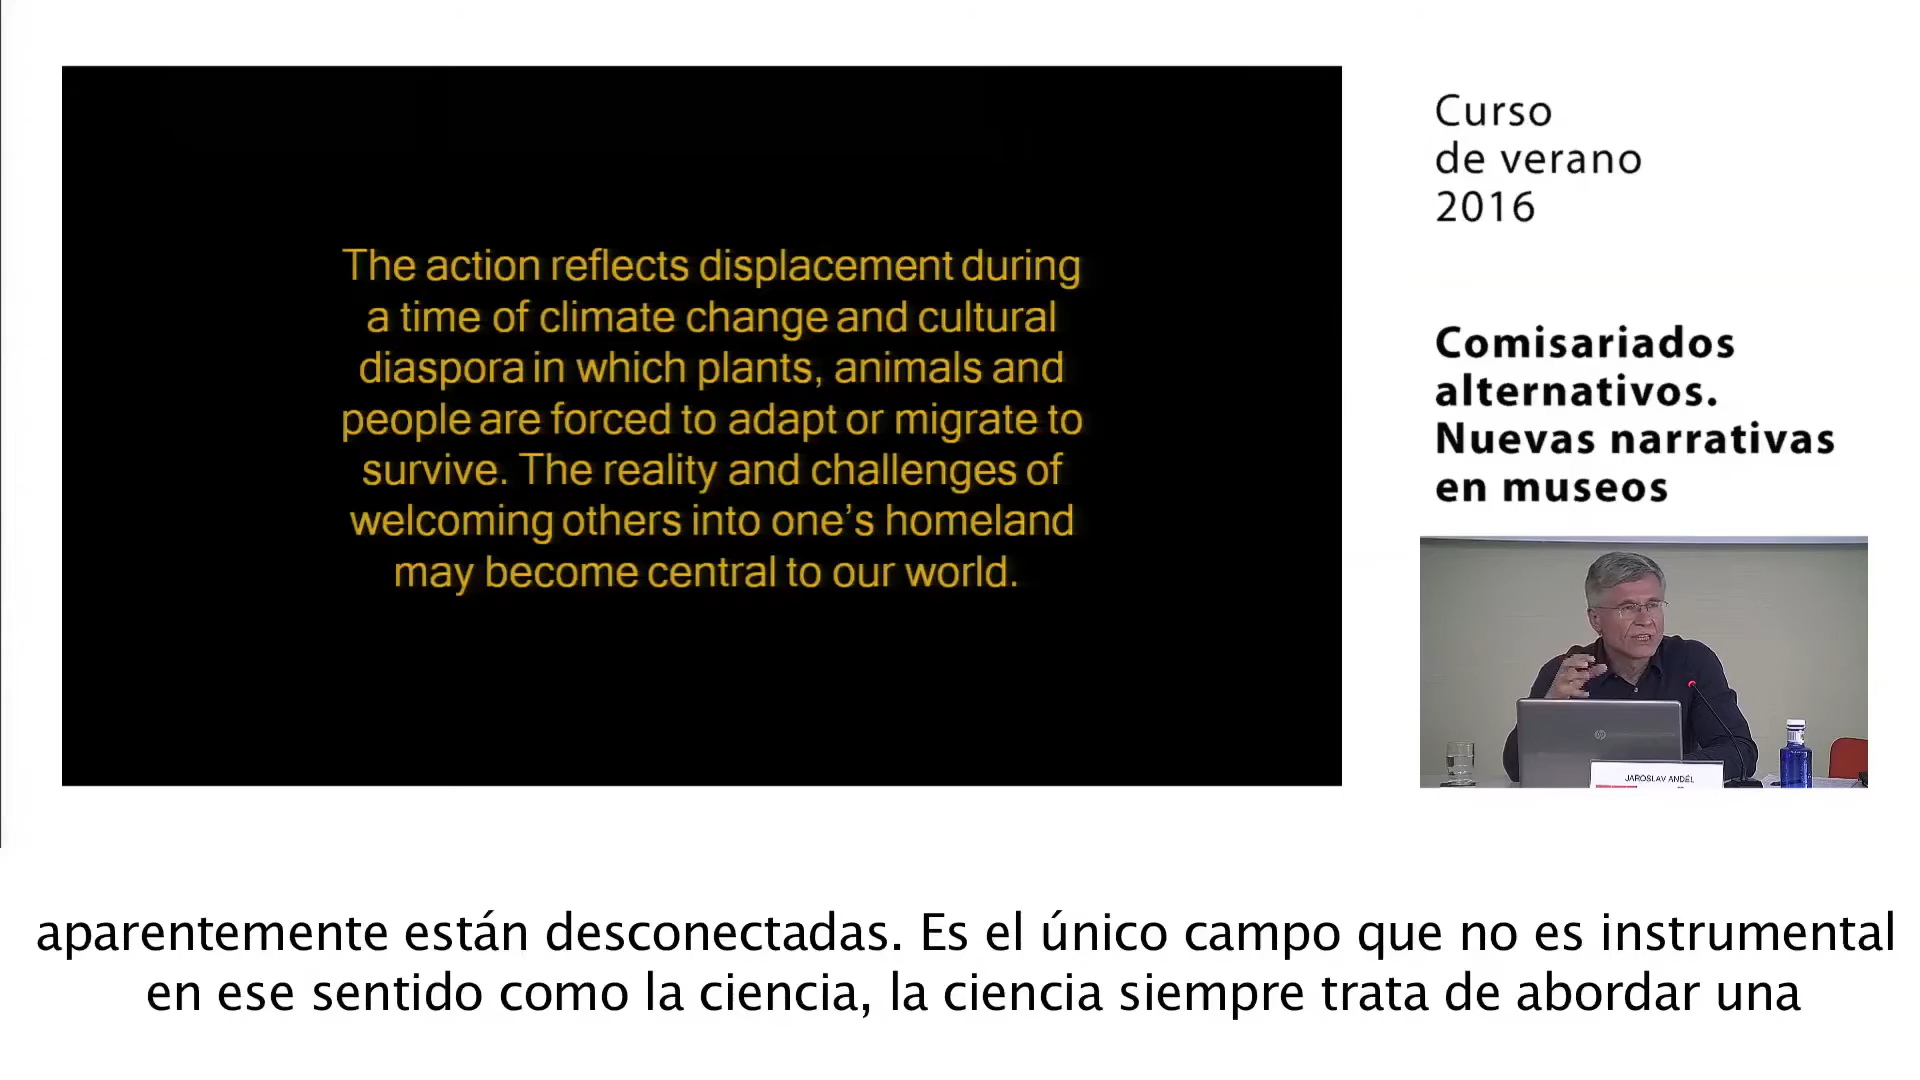 The action reflects displacement during
a time of climate change and cultural
diaspora in which plants, animals and
people are forced to adapt or migrate to
survive. The reality and challenges of
welcoming others into one’s homeland
may become central to our world.
Curso
de verano
2016
Comisariados
alternativos.
Nuevas narrativas
en museos
hp
JAROSLAV ANDĚL
aparentemente están desconectadas. Es el único campo que no es instrumental
en ese sentido como la ciencia, la ciencia siempre trata de abordar una